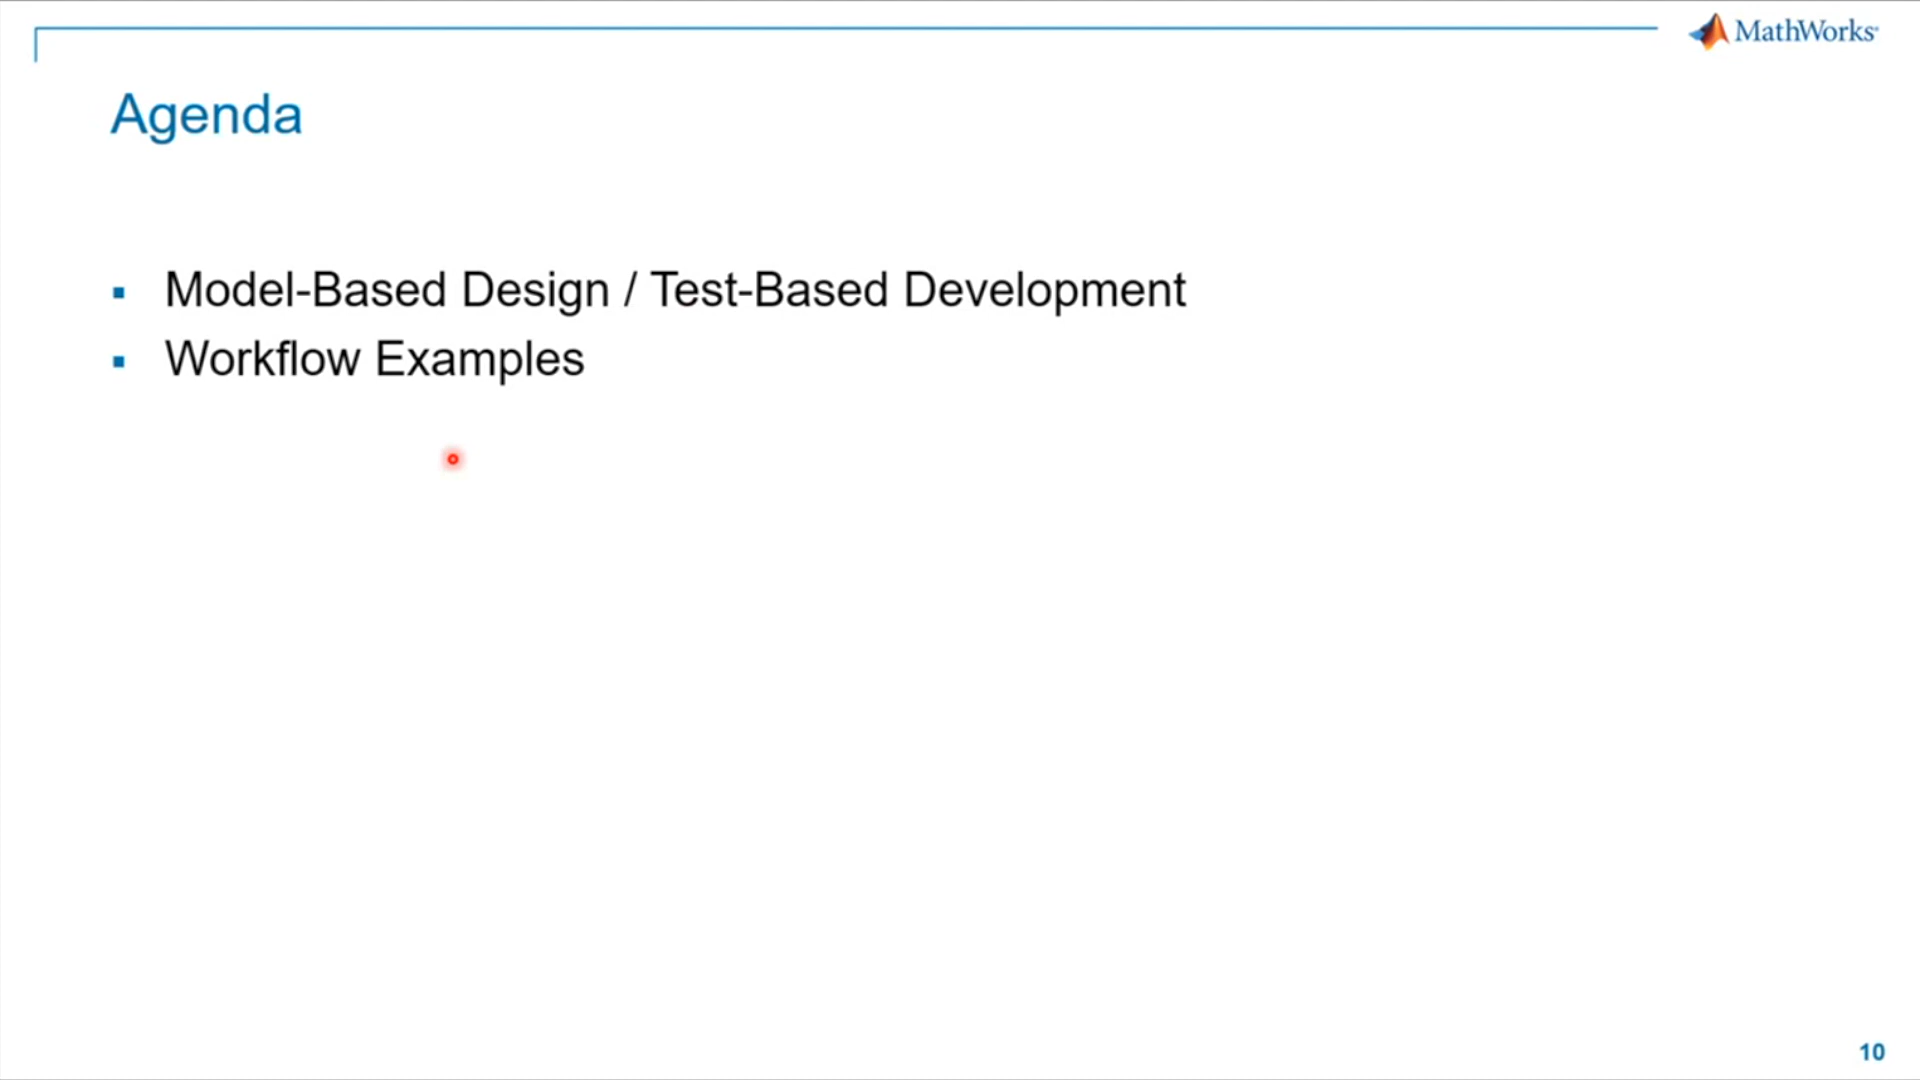 MathWorks®
Agenda
▪ Model-Based Design / Test-Based Development
▪ Workflow Examples
10